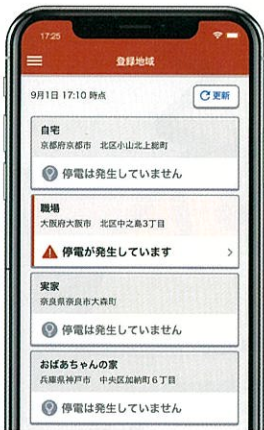 17:25
登録地域
9月1日 17:10 時点
更新
自宅
京都府京都市 北区小山北上総町
停電は発生していません
職場
大阪府大阪市 北区中之島3丁目
停電が発生しています
実家
奈良県奈良市大森町
停電は発生していません
おばあちゃんの家
兵庫県神戸市 中央区加納町6丁目
停電は発生していません